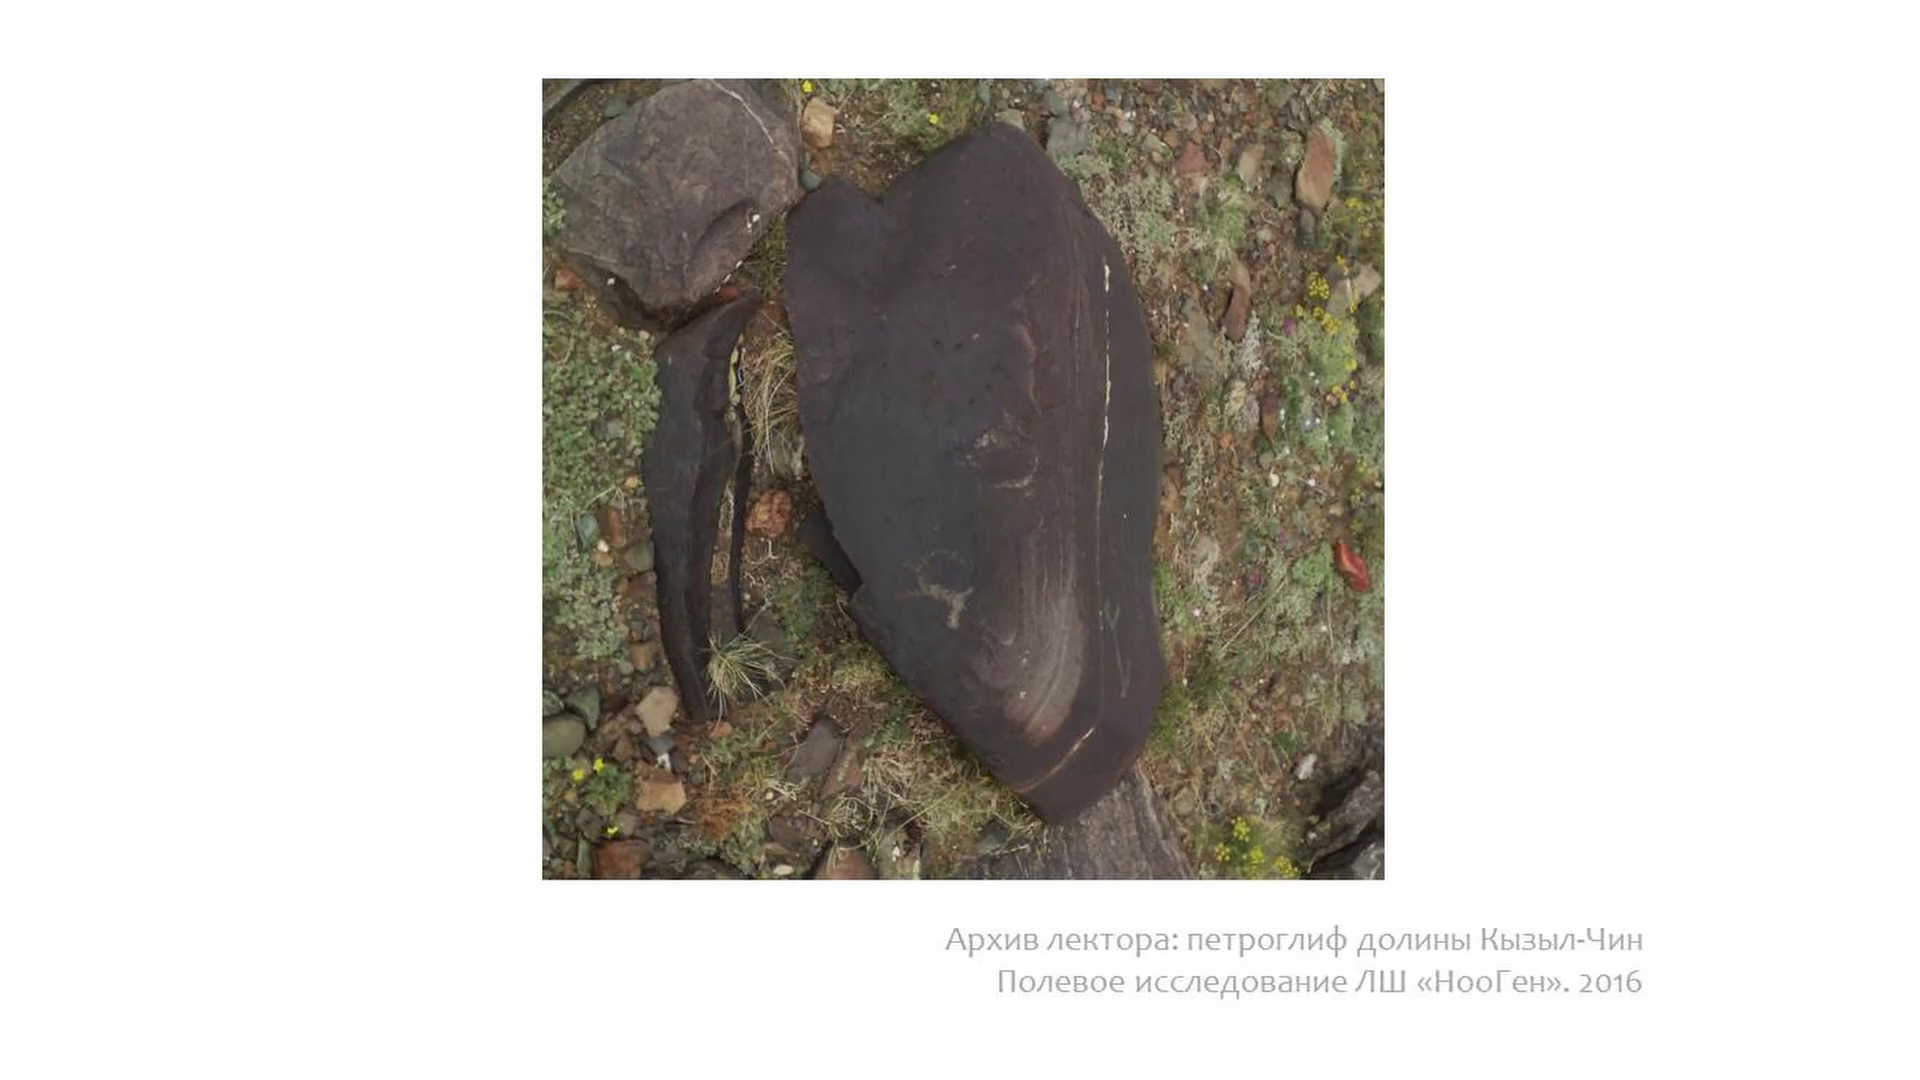 Архив лектора: петроглиф долины Кызыл-Чин
Полевое исследование ЛШ «НооГен». 2016